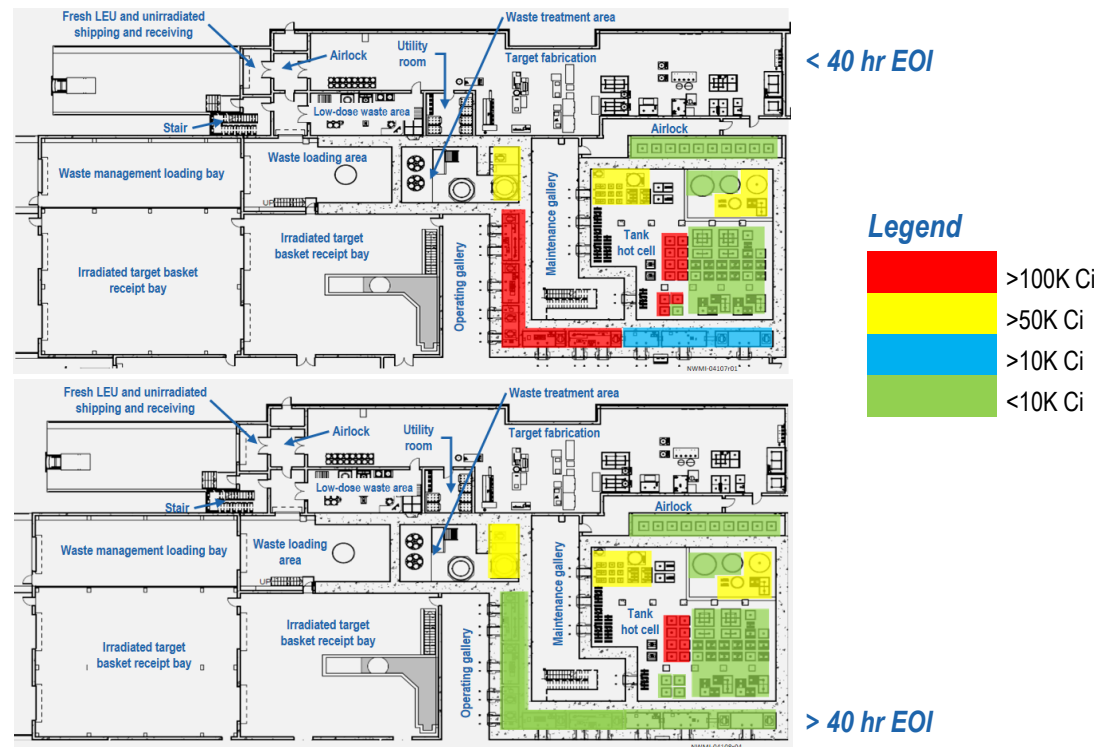 Fresh LEU and unirradiated
shipping and receiving
Airlock
Utility
room
Waste treatment area
Target fabrication
< 40 hr EOI
Low-dose waste area
Stair
Airlock
Waste management loading bay
Waste loading area
UP
Maintenance gallery
Tank
hot cell
Irradiated target basket
receipt bay
Irradiated target
basket receipt bay
Operating gallery
NWMI-04107r01
Legend
>100K Ci
>50K Ci
>10K Ci
<10K Ci
Fresh LEU and unirradiated
shipping and receiving
Airlock
Utility
room
Waste treatment area
Target fabrication
Low-dose waste area
Stair
Airlock
Waste management loading bay
Waste loading
area
UP
Maintenance gallery
Tank
hot cell
Irradiated target
basket receipt bay
Irradiated target
basket receipt bay
Operating gallery
NWMI-04108r01
> 40 hr EOI